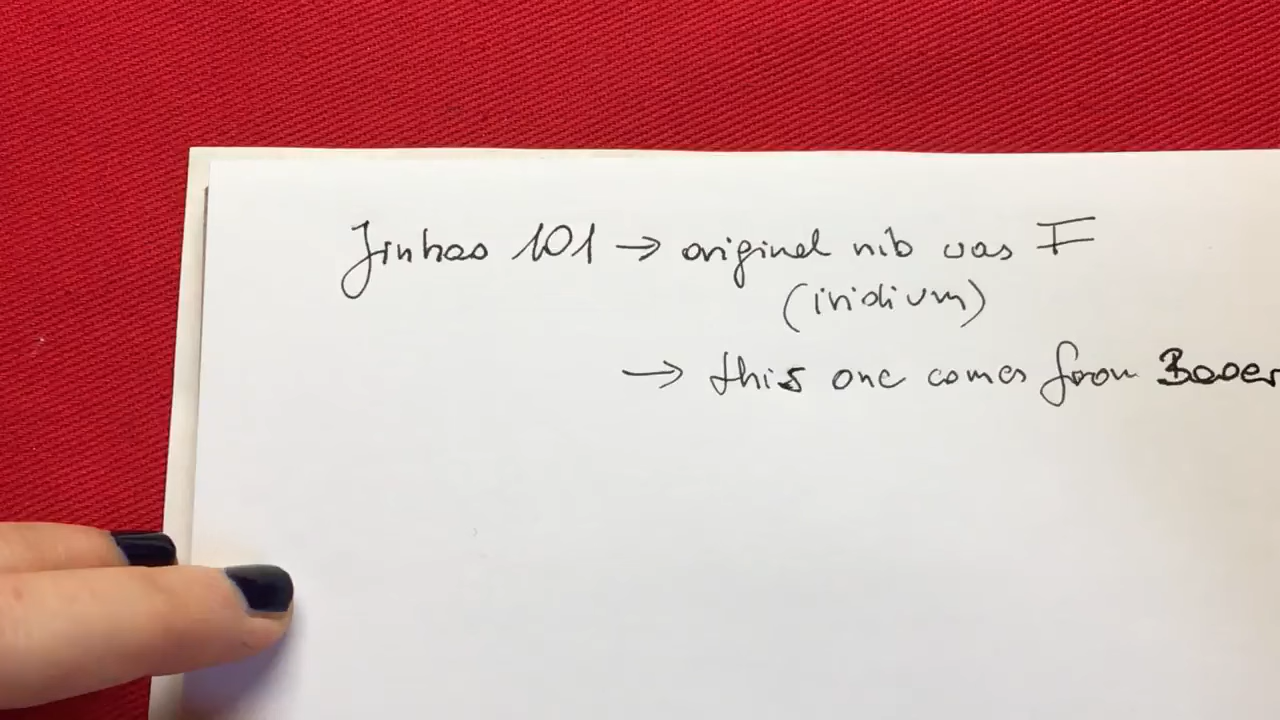 Jinhao 101 → original nib was F
(iridium)
→ this one comes from